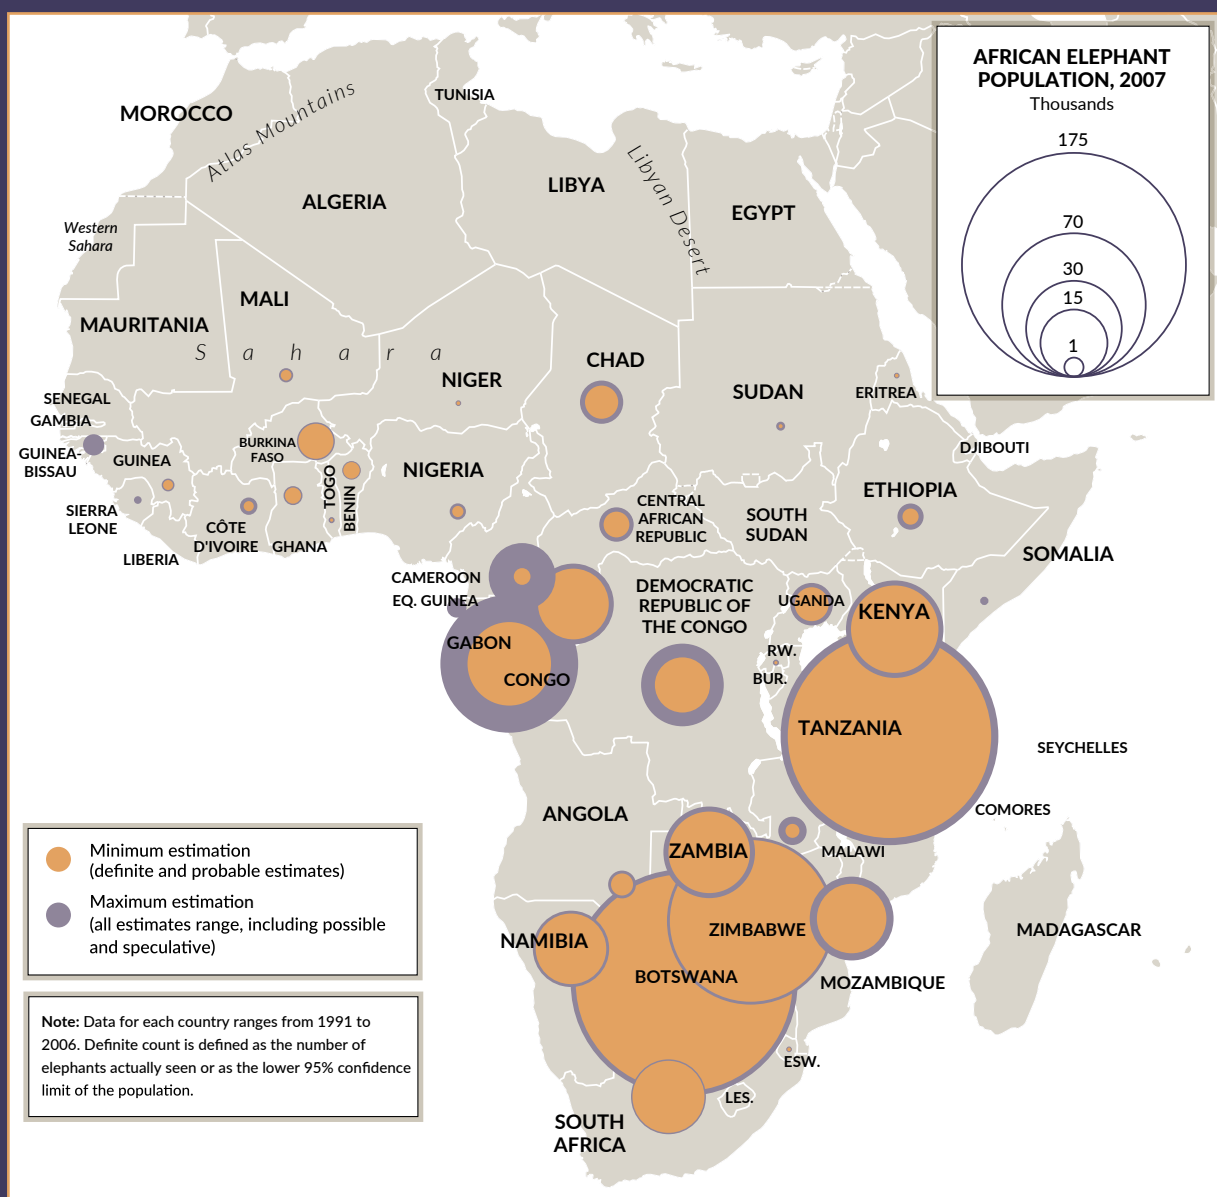 AFRICAN ELEPHANT
POPULATION, 2007
Thousands
175
70
30
15
1
MOROCCO
Atlas Mountains
TUNISIA
ALGERIA
LIBYA
Libyan Desert
EGYPT
Western
Sahara
MALI
MAURITANIA
Sahara
NIGER
CHAD
SUDAN
ERITREA
SENEGAL
GAMBIA
GUINEA-
BISSAU
GUINEA
BURKINA
FASO
NIGERIA
DJIBOUTI
ETHIOPIA
SIERRA
LEONE
LIBERIA
CÔTE
D'IVOIRE
GHANA
TOGO
BENIN
CENTRAL
AFRICAN
REPUBLIC
SOUTH
SUDAN
SOMALIA
CAMEROON
EQ. GUINEA
DEMOCRATIC
REPUBLIC OF
THE CONGO
UGANDA
KENYA
GABON
CONGO
RW.
BUR.
TANZANIA
SEYCHELLES
COMORES
ANGOLA
ZAMBIA
MALAWI
NAMIBIA
ZIMBABWE
BOTSWANA
MOZAMBIQUE
MADAGASCAR
ESW.
LES.
SOUTH
AFRICA
Minimum estimation
(definite and probable estimates)
Maximum estimation
(all estimates range, including possible
and speculative)
Note: Data for each country ranges from 1991 to
2006. Definite count is defined as the number of
elephants actually seen or as the lower 95% confidence
limit of the population.